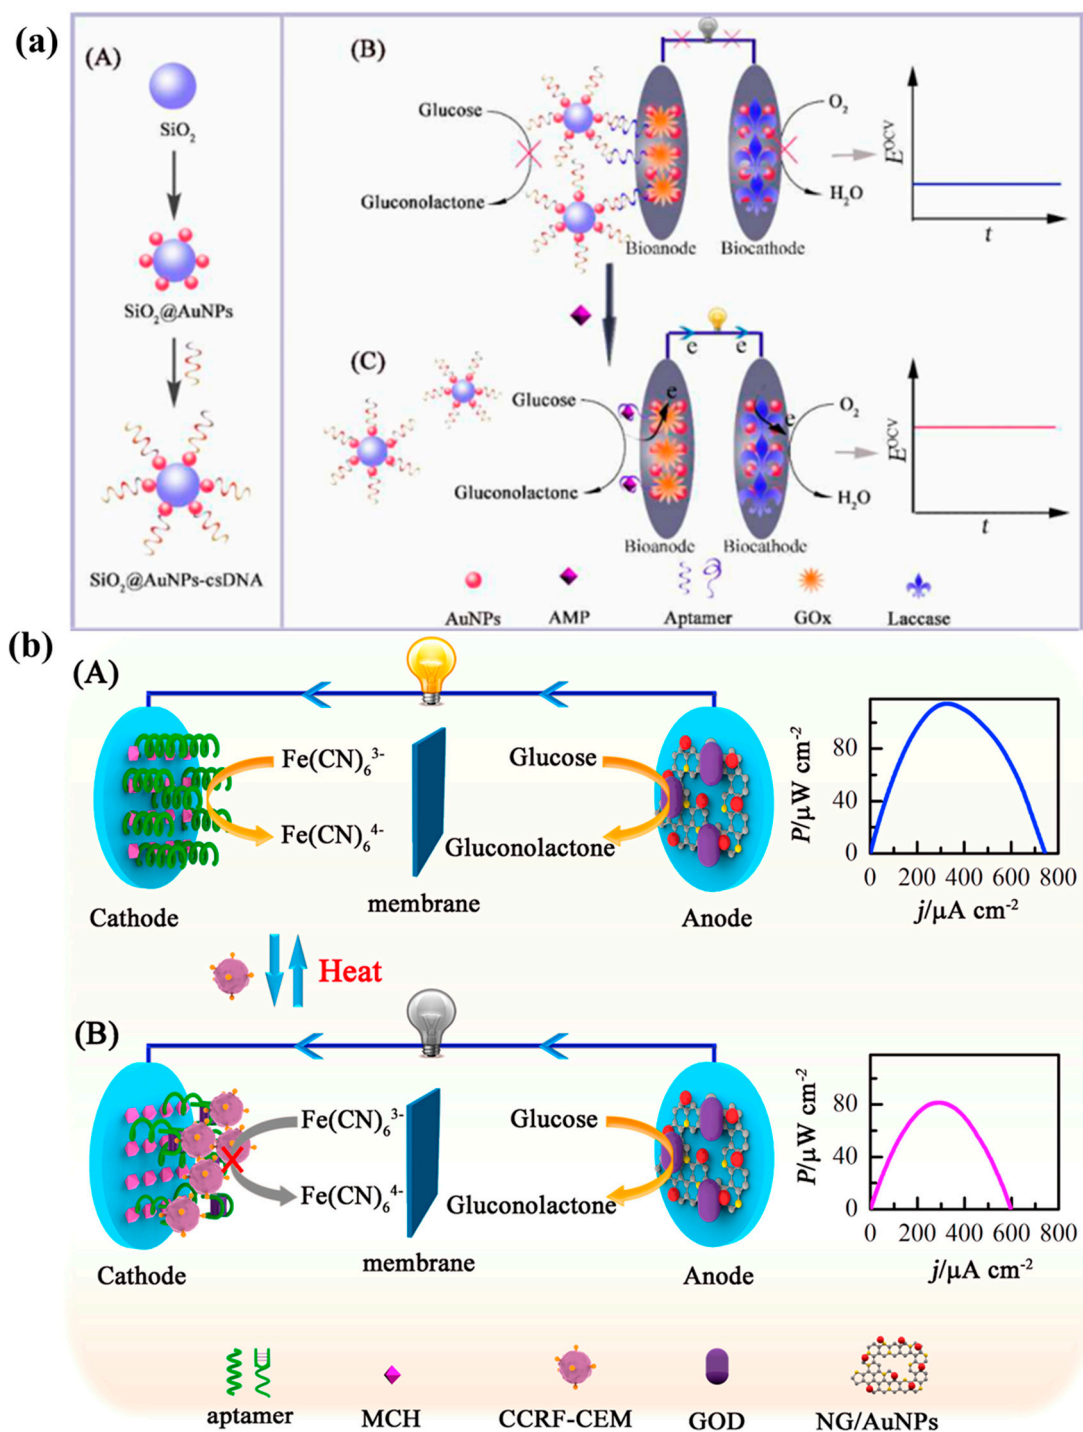 (a)
(A)
SiO2
SiO2@AuNPs
SiO2@AuNPs-csDNA
(B)
Glucose
Gluconolactone
Bioanode
Biocathode
O2
H2O
E^OCV
t
(C)
Glucose
Gluconolactone
e
e
e
e
Bioanode
Biocathode
O2
H2O
E^OCV
t
AuNPs
AMP
Aptamer
GOx
Laccase
(b)
(A)
Fe(CN)6^3-
Fe(CN)6^4-
Glucose
Gluconolactone
Cathode
membrane
Anode
P/μW cm^-2
80
40
0
0 200 400 600 800
j/μA cm^-2
Heat
(B)
Fe(CN)6^3-
Fe(CN)6^4-
Glucose
Gluconolactone
Cathode
membrane
Anode
P/μW cm^-2
80
40
0
0 200 400 600 800
j/μA cm^-2
aptamer
MCH
CCRF-CEM
GOD
NG/AuNPs